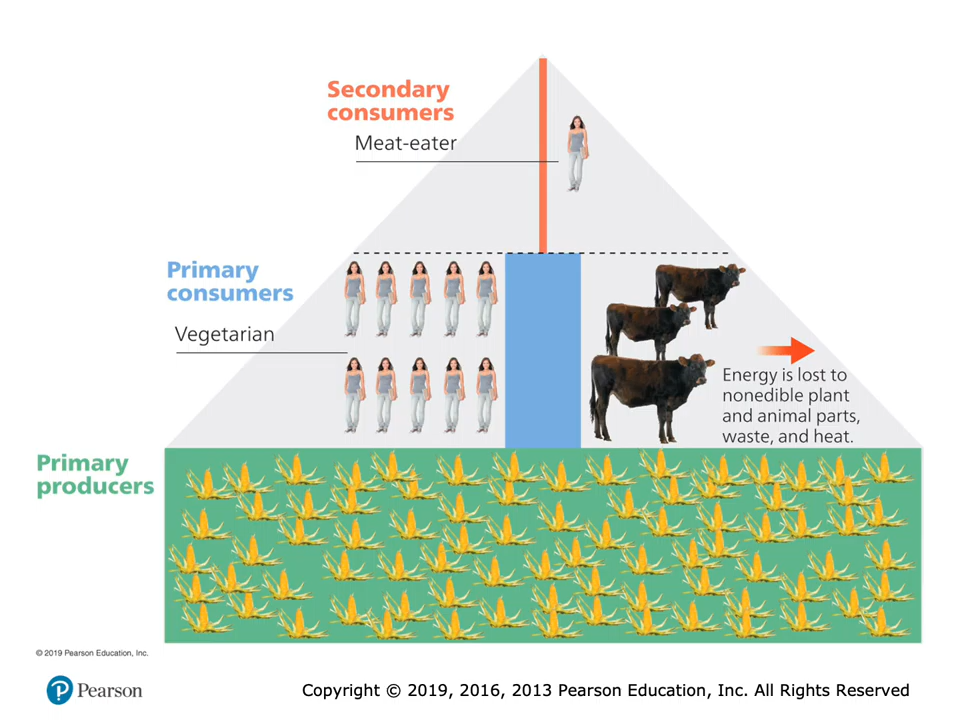 Secondary
consumers
Meat-eater
Primary
consumers
Vegetarian
Energy is lost to
nonedible plant
and animal parts,
waste, and heat.
Primary
producers
© 2019 Pearson Education, Inc.
P Pearson
Copyright © 2019, 2016, 2013 Pearson Education, Inc. All Rights Reserved